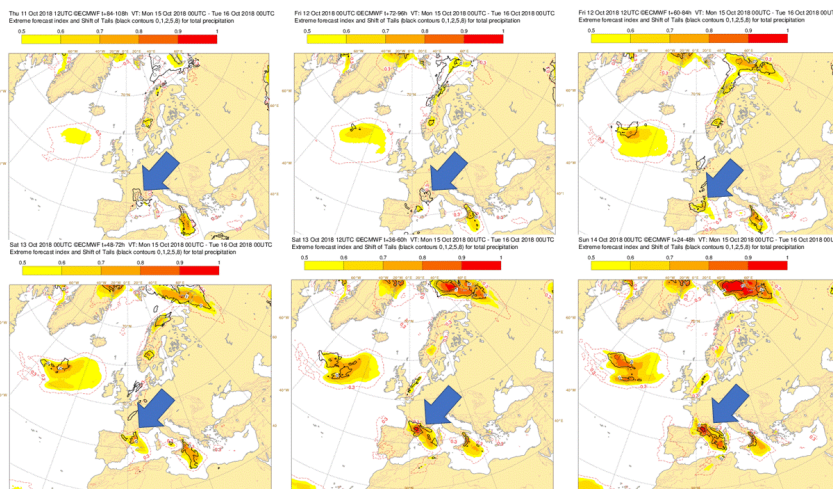 Thu 11 Oct 2018 12UTC ©ECMWF t+84-108h VT: Mon 15 Oct 2018 00UTC - Tue 16 Oct 2018 00UTC
Extreme forecast index and Shift of Tails (black contours 0,1,2,5,8) for total precipitation
0.5 0.6 0.7 0.8 0.9 1
Fri 12 Oct 2018 00UTC ©ECMWF t+72-96h VT: Mon 15 Oct 2018 00UTC - Tue 16 Oct 2018 00UTC
Extreme forecast index and Shift of Tails (black contours 0,1,2,5,8) for total precipitation
0.5 0.6 0.7 0.8 0.9 1
Fri 12 Oct 2018 12UTC ©ECMWF t+60-84h VT: Mon 15 Oct 2018 00UTC - Tue 16 Oct 2018 00U
Extreme forecast index and Shift of Tails (black contours 0,1,2,5,8) for total precipitation
0.5 0.6 0.7 0.8 0.9 1
Sat 13 Oct 2018 00UTC ©ECMWF t+48-72h VT: Mon 15 Oct 2018 00UTC - Tue 16 Oct 2018 00UTC
Extreme forecast index and Shift of Tails (black contours 0,1,2,5,8) for total precipitation
0.5 0.6 0.7 0.8 0.9 1
Sat 13 Oct 2018 12UTC ©ECMWF t+36-60h VT: Mon 15 Oct 2018 00UTC - Tue 16 Oct 2018 00UTC
Extreme forecast index and Shift of Tails (black contours 0,1,2,5,8) for total precipitation
0.5 0.6 0.7 0.8 0.9 1
Sun 14 Oct 2018 00UTC ©ECMWF t+24-48h VT: Mon 15 Oct 2018 00UTC - Tue 16 Oct 2018 00U
Extreme forecast index and Shift of Tails (black contours 0,1,2,5,8) for total precipitation
0.5 0.6 0.7 0.8 0.9 1